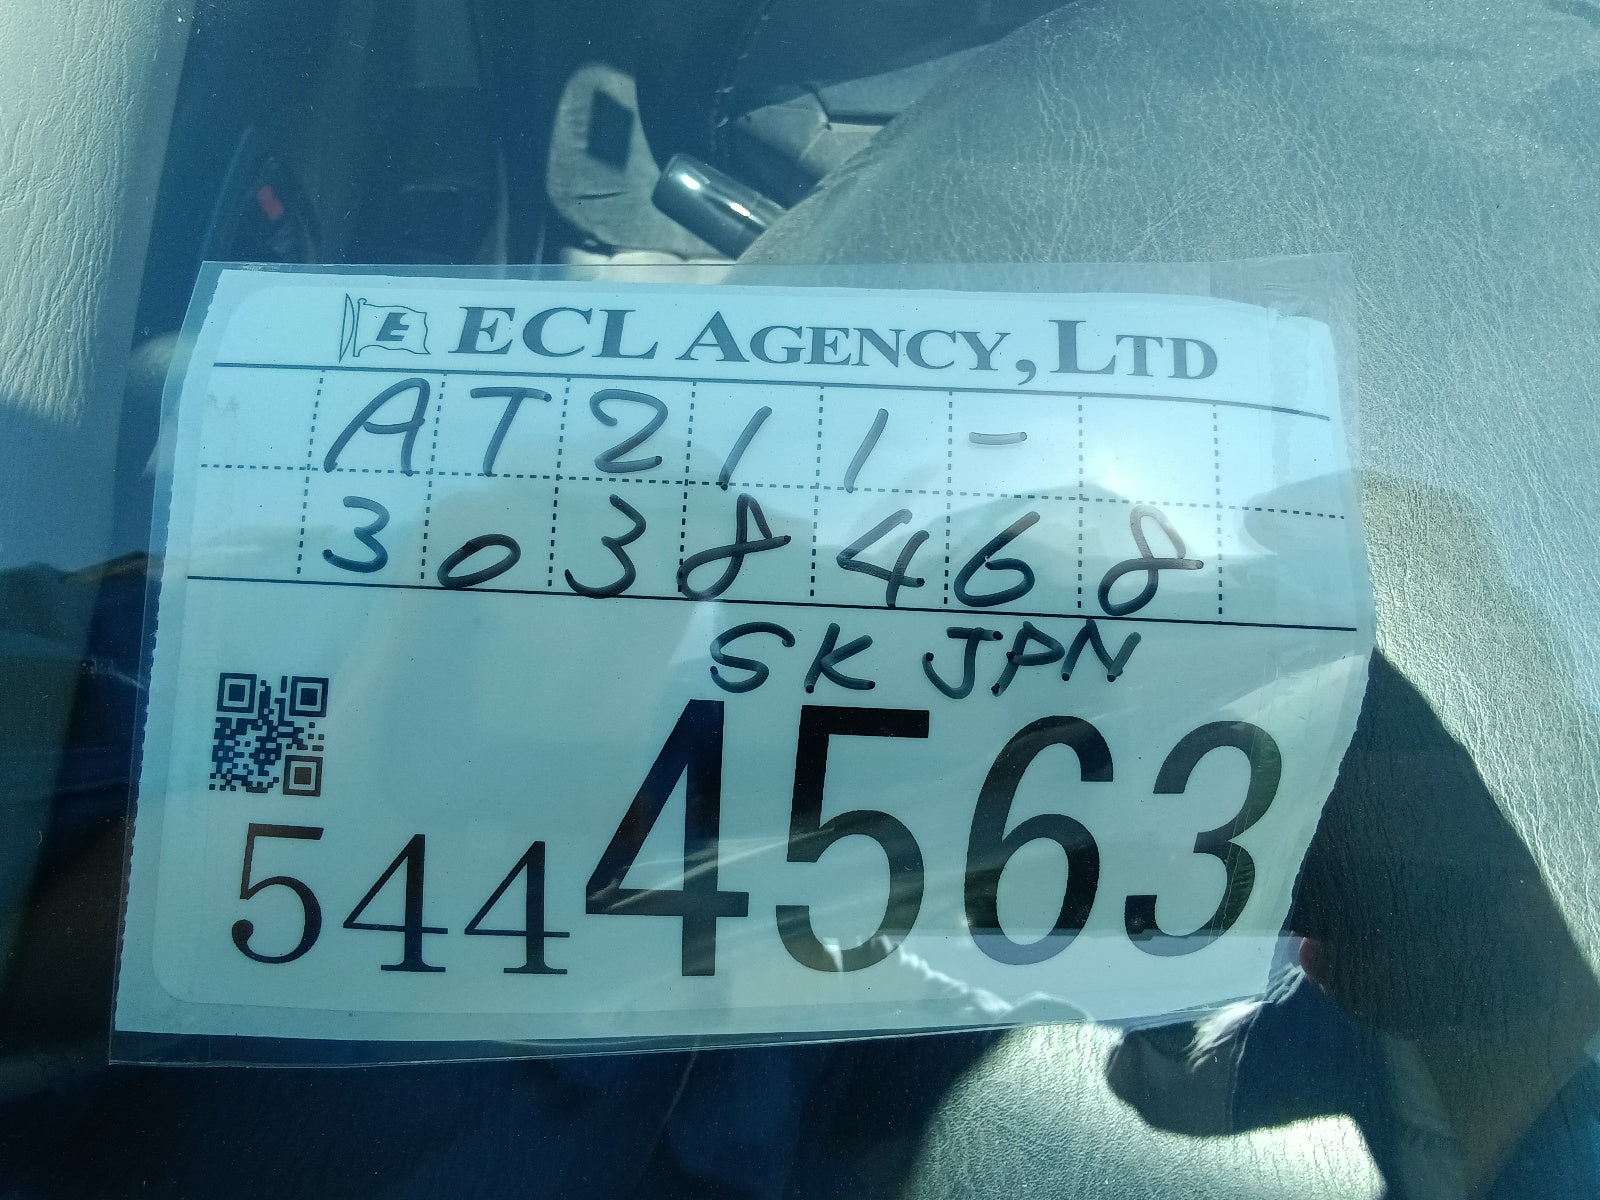 E ECL AGENCY, LTD
AT211-
3038468
SK JPN
5444563